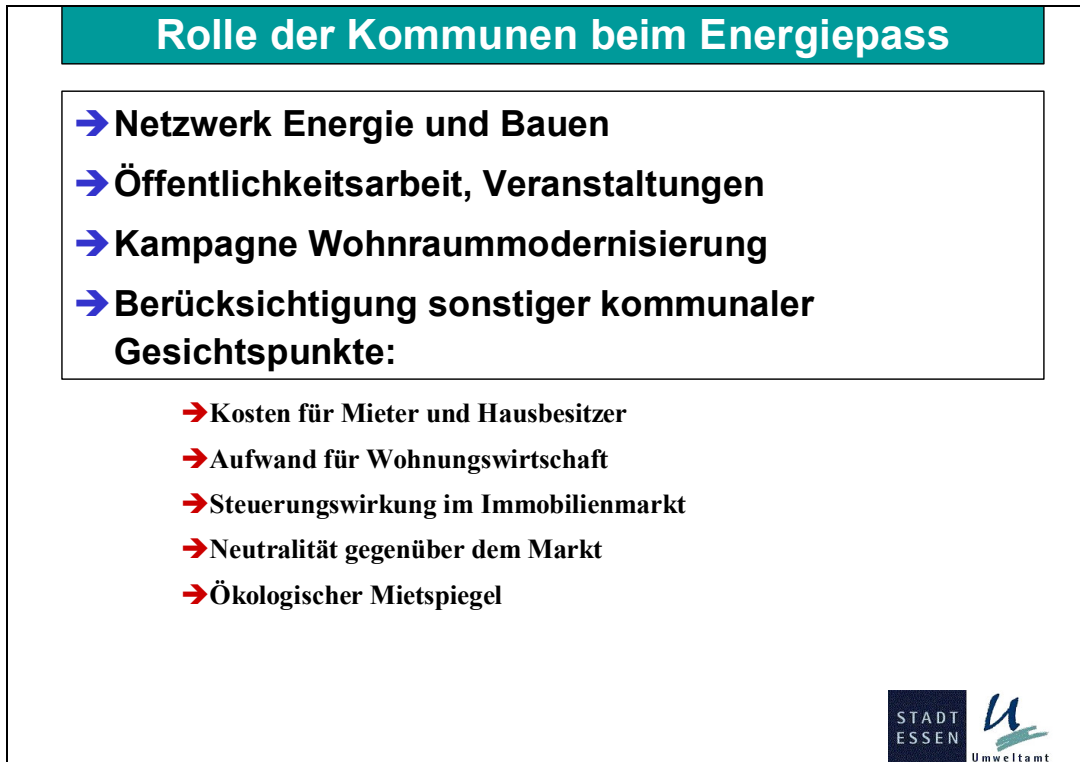 Rolle der Kommunen beim Energiepass
➔Netzwerk Energie und Bauen
➔Öffentlichkeitsarbeit, Veranstaltungen
➔Kampagne Wohnraummodernisierung
➔Berücksichtigung sonstiger kommunaler
Gesichtspunkte:
➔Kosten für Mieter und Hausbesitzer
➔Aufwand für Wohnungswirtschaft
➔Steuerungswirkung im Immobilienmarkt
➔Neutralität gegenüber dem Markt
➔Ökologischer Mietspiegel
STADT
ESSEN
U
Umweltamt